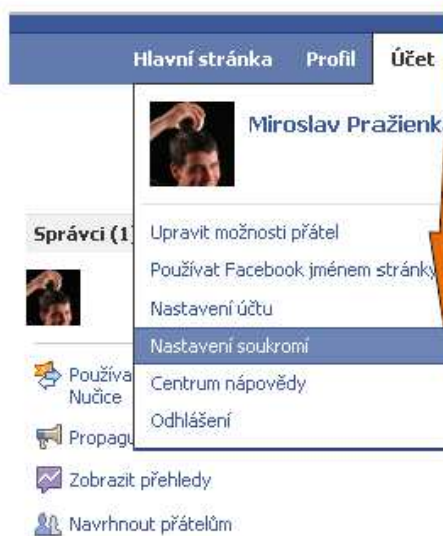 Hlavní stránka Profil Účet
Miroslav Pražienk
Správci (1)
Upravit možnosti přátel
Používat Facebook jménem stránky
Nastavení účtu
Nastavení soukromí
Centrum nápovědy
Odhlášení
Používa
Nučice
Propagu
Zobrazit přehledy
Navrhnout přátelům